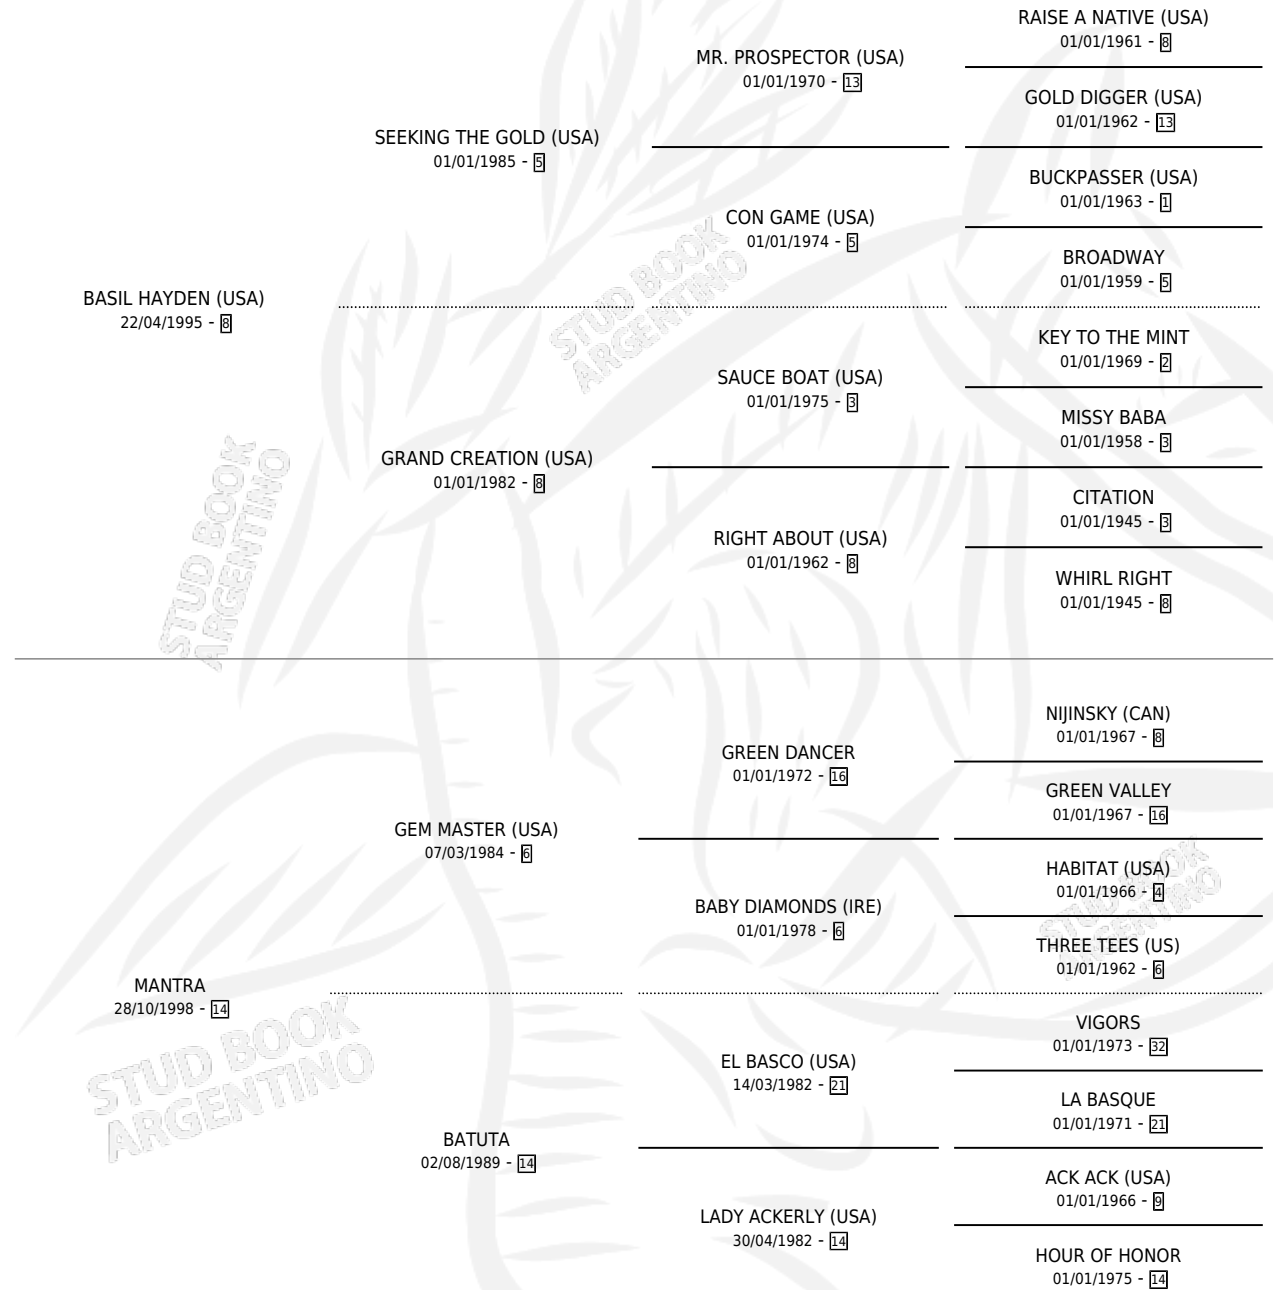 RAISE A NATIVE (USA)
01/01/1961 - 8
MR. PROSPECTOR (USA)
01/01/1970 - 13
GOLD DIGGER (USA)
01/01/1962 - 13
SEEKING THE GOLD (USA)
01/01/1985 - 5
BUCKPASSER (USA)
01/01/1963 - 1
CON GAME (USA)
01/01/1974 - 5
BROADWAY
01/01/1959 - 5
BASIL HAYDEN (USA)
22/04/1995 - 8
KEY TO THE MINT
01/01/1969 - 2
SAUCE BOAT (USA)
01/01/1975 - 3
MISSY BABA
01/01/1958 - 3
GRAND CREATION (USA)
01/01/1982 - 8
CITATION
01/01/1945 - 3
RIGHT ABOUT (USA)
01/01/1962 - 8
WHIRL RIGHT
01/01/1945 - 8
NIJINSKY (CAN)
01/01/1967 - 8
GREEN DANCER
01/01/1972 - 16
GREEN VALLEY
01/01/1967 - 16
GEM MASTER (USA)
07/03/1984 - 6
HABITAT (USA)
01/01/1966 - 4
BABY DIAMONDS (IRE)
01/01/1978 - 6
THREE TEES (US)
01/01/1962 - 6
MANTRA
28/10/1998 - 14
VIGORS
01/01/1973 - 32
EL BASCO (USA)
14/03/1982 - 21
LA BASQUE
01/01/1971 - 21
BATUTA
02/08/1989 - 14
ACK ACK (USA)
01/01/1966 - 9
LADY ACKERLY (USA)
30/04/1982 - 14
HOUR OF HONOR
01/01/1975 - 14
STUD BOOK
ARGENTINO
STUD BOOK
ARGENTINO
STUD BOOK
ARGENTINO
STUD BOOK
ARGENTINO